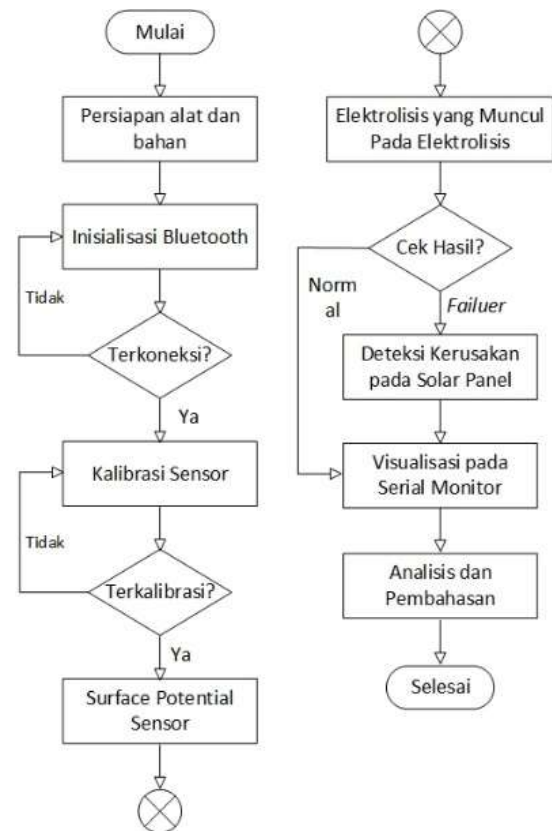 Mulai
Persiapan alat dan
bahan
Inisialisasi Bluetooth
Tidak
Terkoneksi?
Ya
Kalibrasi Sensor
Tidak
Terkalibrasi?
Ya
Surface Potential
Sensor
Elektrolisis yang Muncul
Pada Elektrolisis
Cek Hasil?
Norm
al
Failuer
Deteksi Kerusakan
pada Solar Panel
Visualisasi pada
Serial Monitor
Analisis dan
Pembahasan
Selesai